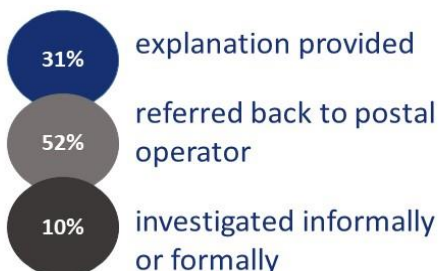 31% explanation provided
52% referred back to postal
operator
10% investigated informally
or formally